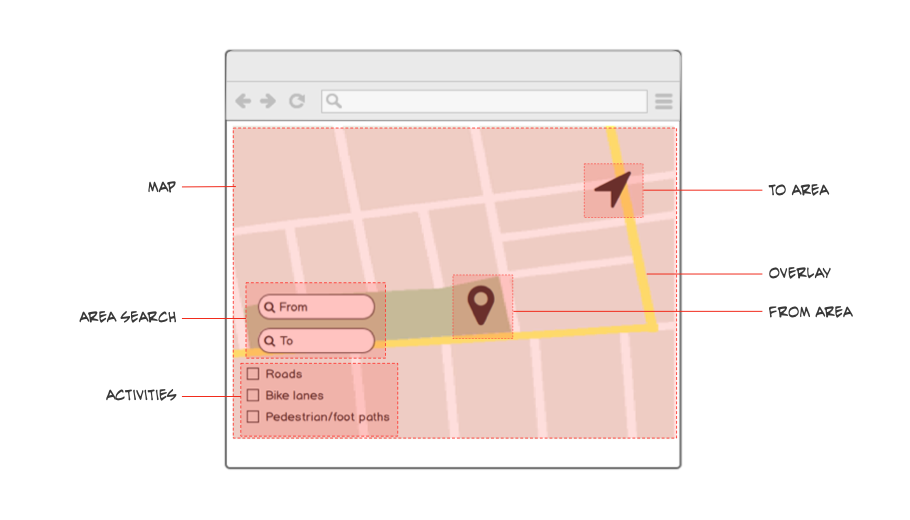 MAP
TO AREA
OVERLAY
From
FROM AREA
AREA SEARCH
To
Roads
ACTIVITIES
Bike lanes
Pedestrian/foot paths